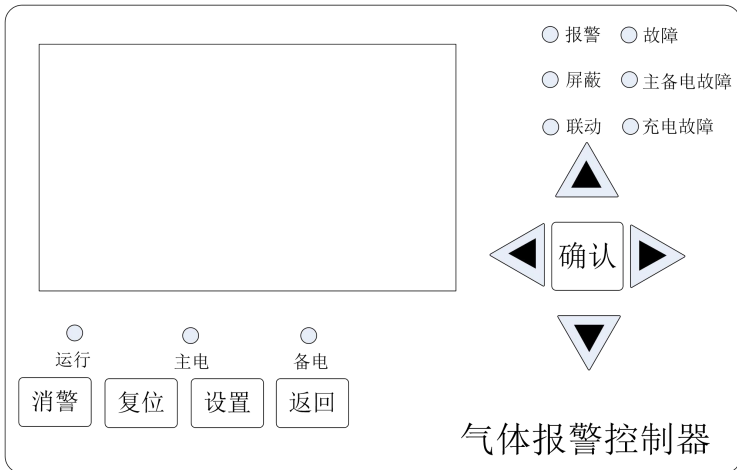 报警 故障
屏蔽 主备电故障
联动 充电故障
确认
运行 主电 备电
消警 复位 设置 返回
气体报警控制器